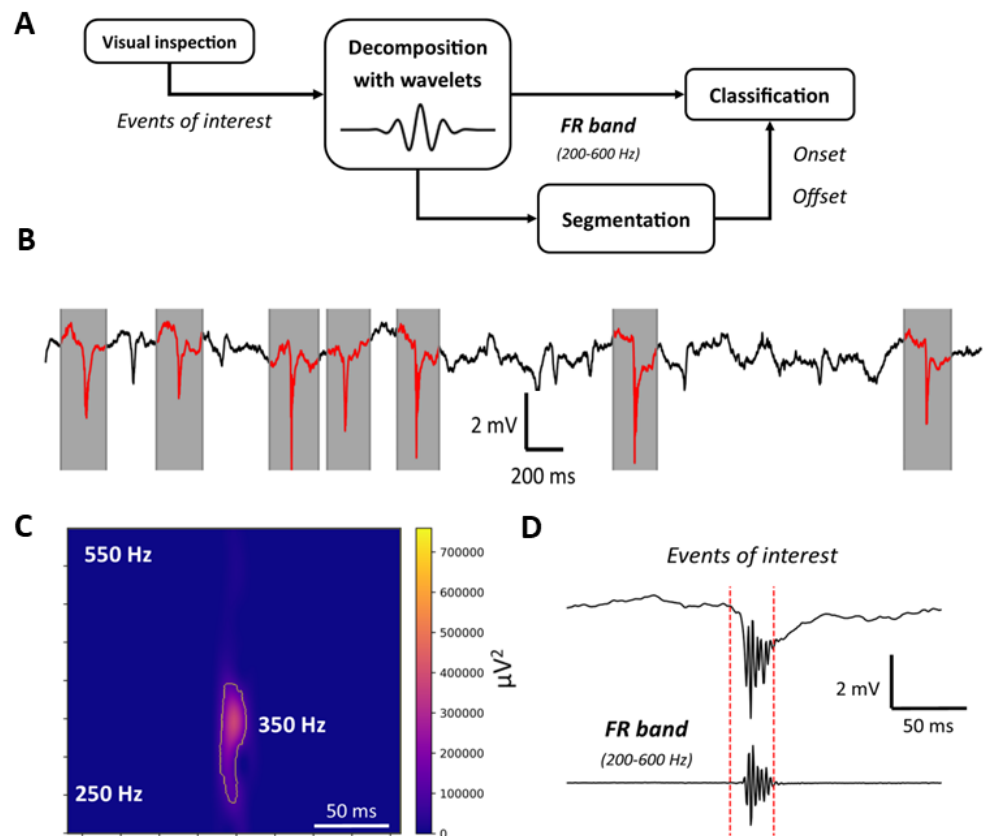 A
Visual inspection
Events of interest
Decomposition
with wavelets
FR band
(200-600 Hz)
Classification
Onset
Offset
Segmentation
B
2 mV
200 ms
C
550 Hz
350 Hz
250 Hz
50 ms
700000
600000
500000
400000
300000
200000
100000
0
μV²
D
Events of interest
FR band
(200-600 Hz)
2 mV
50 ms